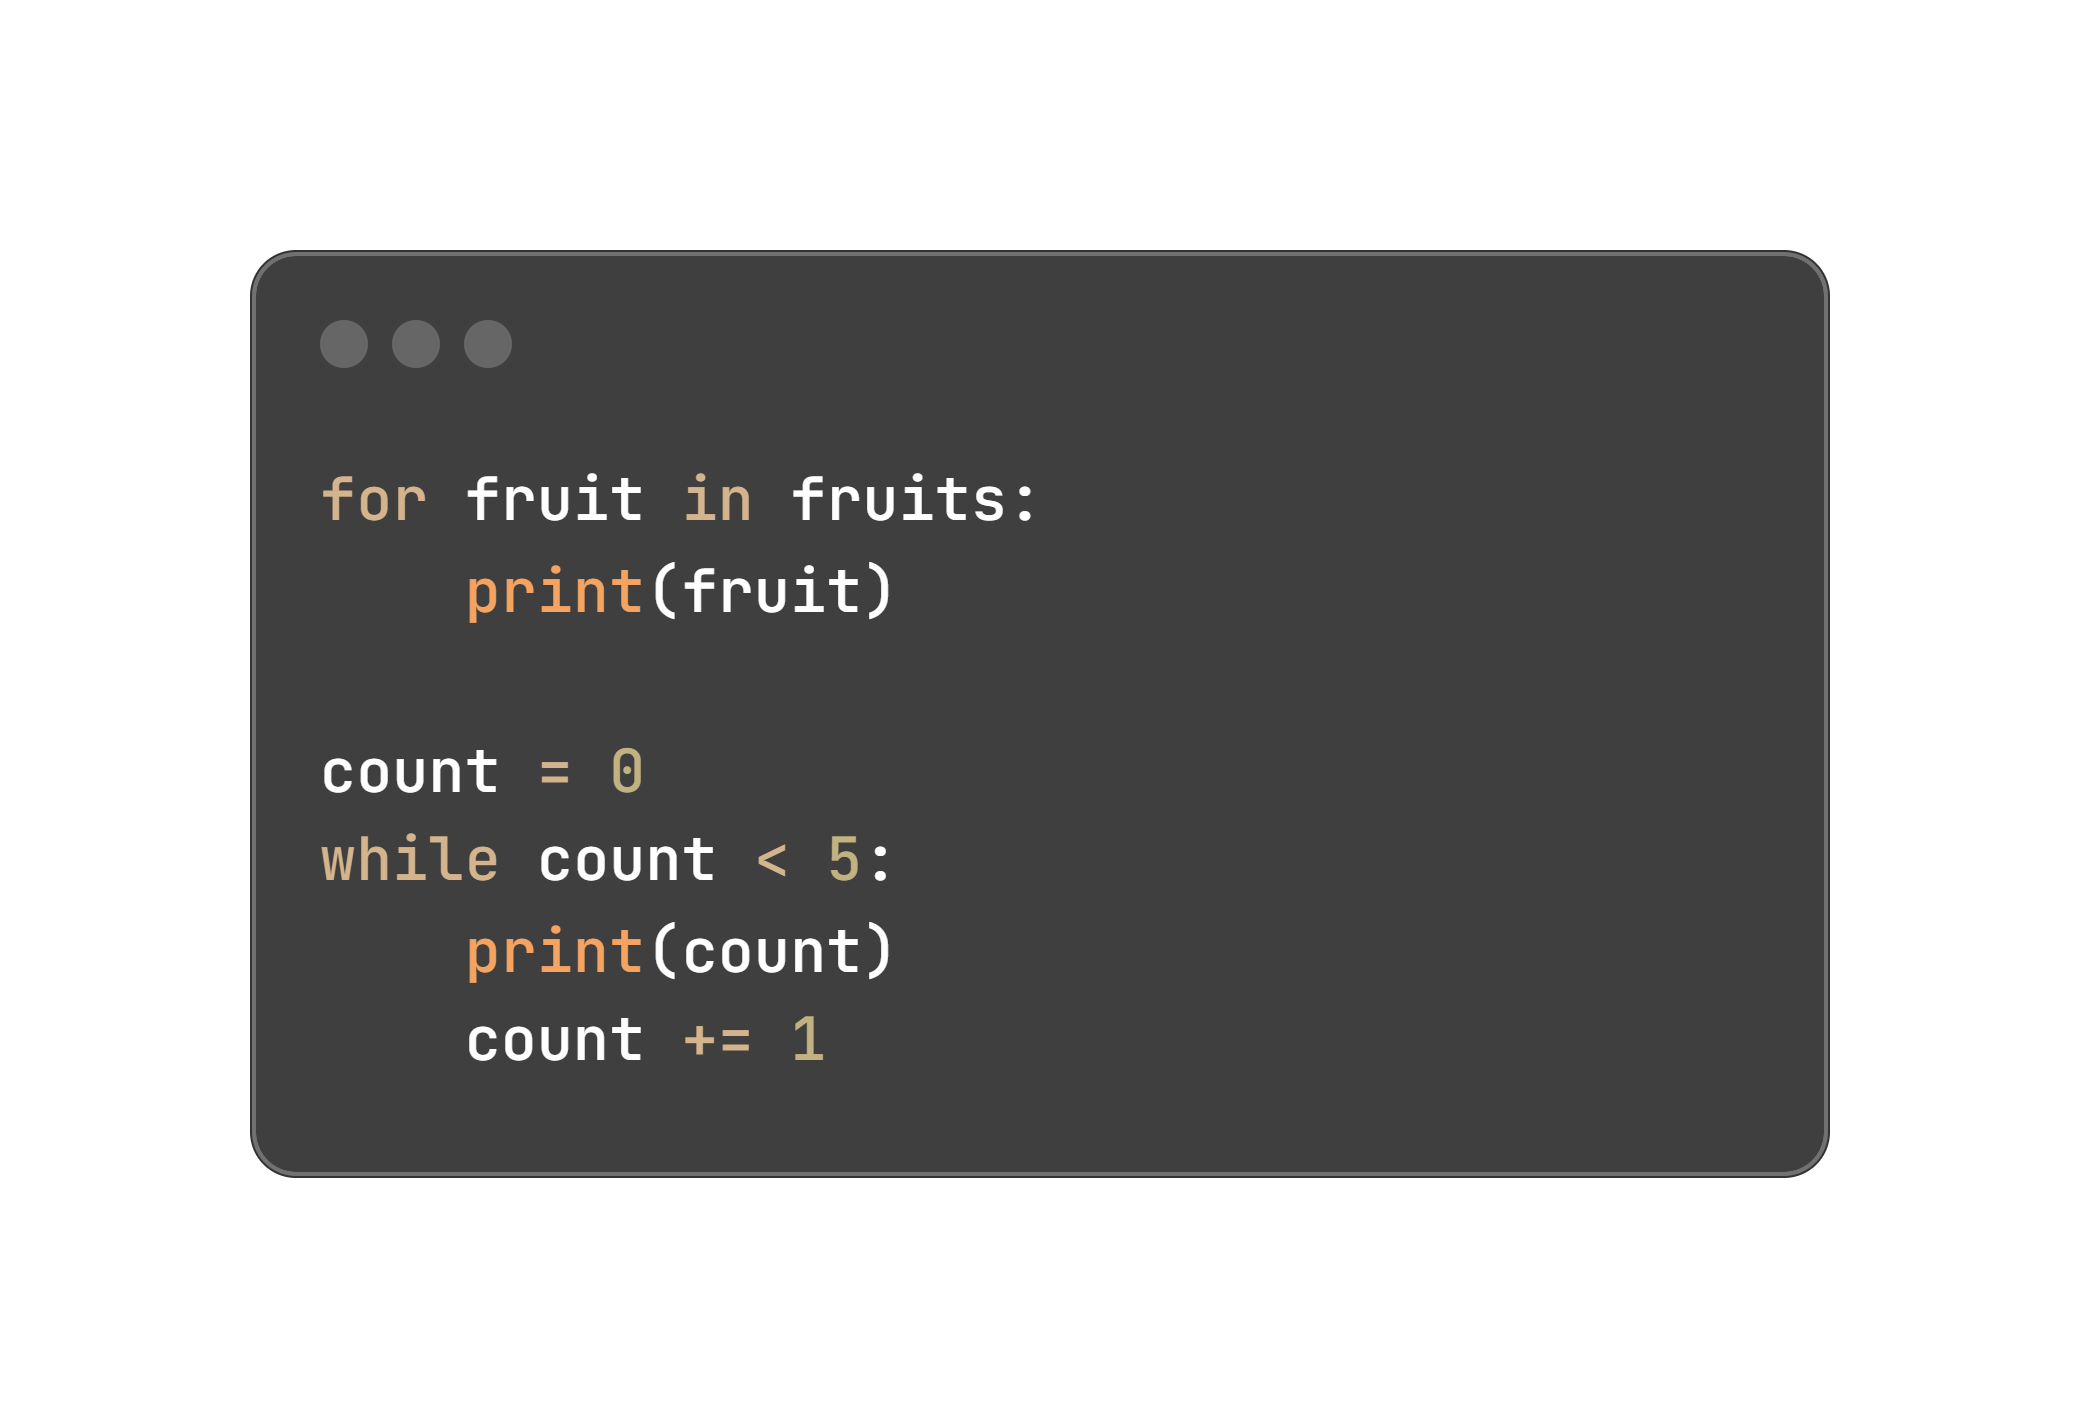 for fruit in fruits:
    print(fruit)

count = 0
while count < 5:
    print(count)
    count += 1